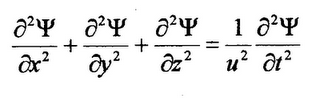 ∂²Ψ/∂x² + ∂²Ψ/∂y² + ∂²Ψ/∂z² = 1/u² ∂²Ψ/∂t²